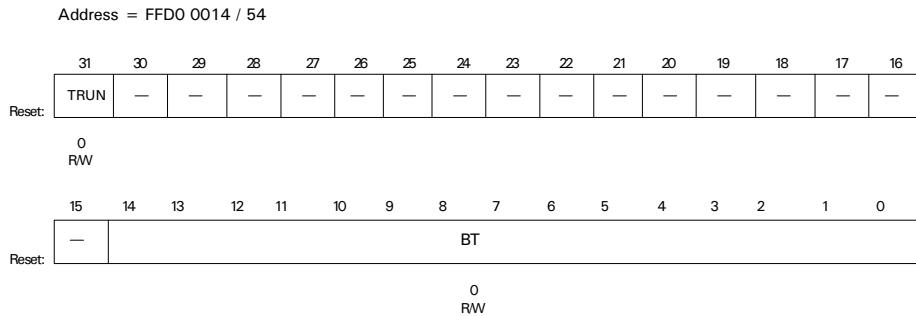 Address = FFD0 0014 / 54
31 30 29 28 27 26 25 24 23 22 21 20 19 18 17 16
Reset: TRUN — — — — — — — — — — — — — — —
0
R/W
15 14 13 12 11 10 9 8 7 6 5 4 3 2 1 0
Reset: — BT
0
R/W